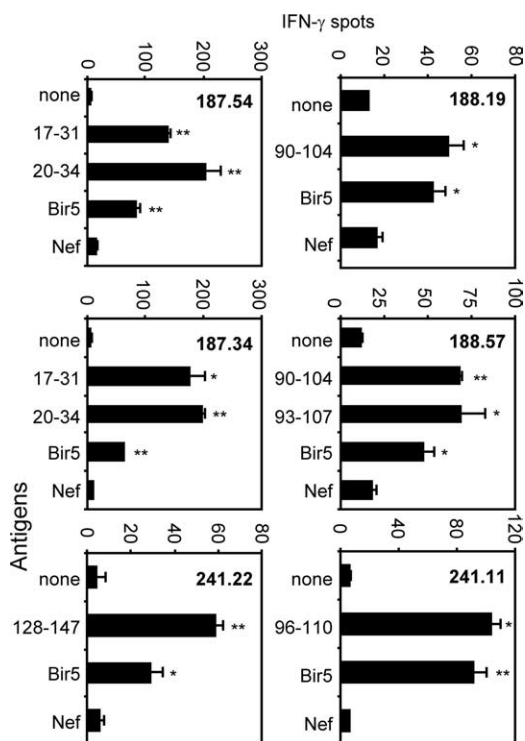 IFN-γ spots
0 100 200 300
187.54
none
17-31 **
20-34 **
Bir5 **
Nef
0 20 40 60 80
188.19
none
90-104 *
Bir5 *
Nef
0 100 200 300
187.34
none
17-31 *
20-34 **
Bir5 **
Nef
0 25 50 75 100
188.57
none
90-104 **
93-107 *
Bir5 *
Nef
0 20 40 60 80
241.22
none
128-147 **
Bir5 *
Nef
0 40 80 120
241.11
none
96-110 *
Bir5 **
Nef
Antigens